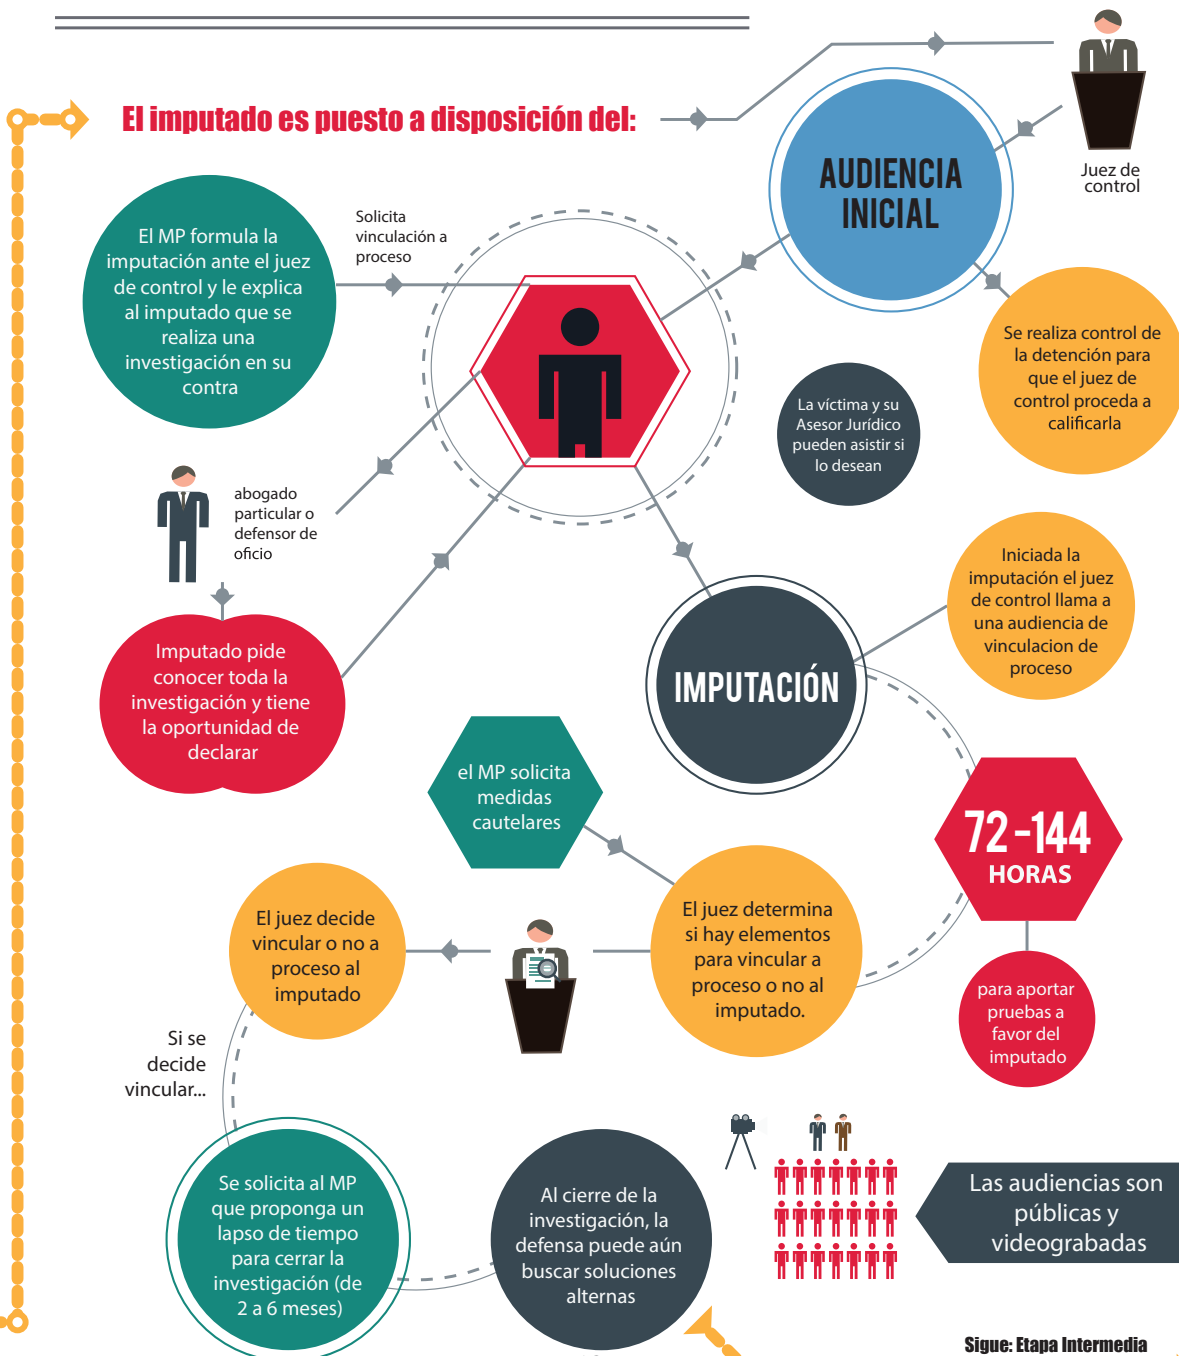 El imputado es puesto a disposición del:
Juez de
control
AUDIENCIA
INICIAL
El MP formula la
imputación ante el juez
de control y le explica
al imputado que se
realiza una
investigación en su
contra
Solicita
vinculación a
proceso
Se realiza control de
la detención para
que el juez de
control proceda a
calificarla
La víctima y su
Asesor Jurídico
pueden asistir si
lo desean
abogado
particular o
defensor de
oficio
Imputado pide
conocer toda la
investigación y tiene
la oportunidad de
declarar
Iniciada la
imputación el juez
de control llama a
una audiencia de
vinculacion de
proceso
IMPUTACIÓN
72-144
HORAS
para aportar
pruebas a
favor del
imputado
el MP solicita
medidas
cautelares
El juez determina
si hay elementos
para vincular a
proceso o no al
imputado.
El juez decide
vincular o no a
proceso al
imputado
Si se
decide
vincular...
Se solicita al MP
que proponga un
lapso de tiempo
para cerrar la
investigación (de
2 a 6 meses)
Al cierre de la
investigación, la
defensa puede aún
buscar soluciones
alternas
Las audiencias son
públicas y
videograbadas
Sigue: Etapa Intermedia